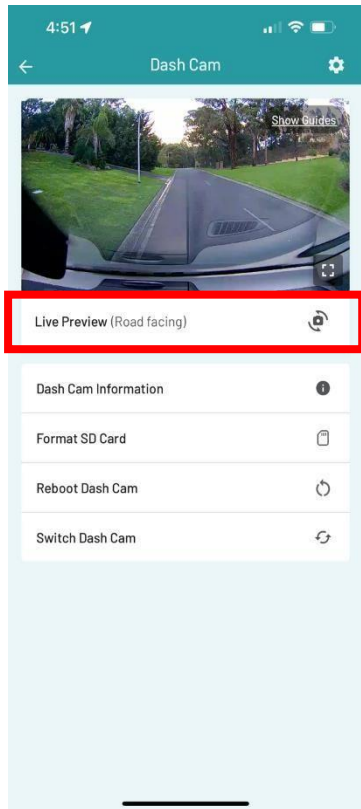 4:51
Dash Cam
Show Guides
Live Preview (Road facing)
Dash Cam Information
Format SD Card
Reboot Dash Cam
Switch Dash Cam